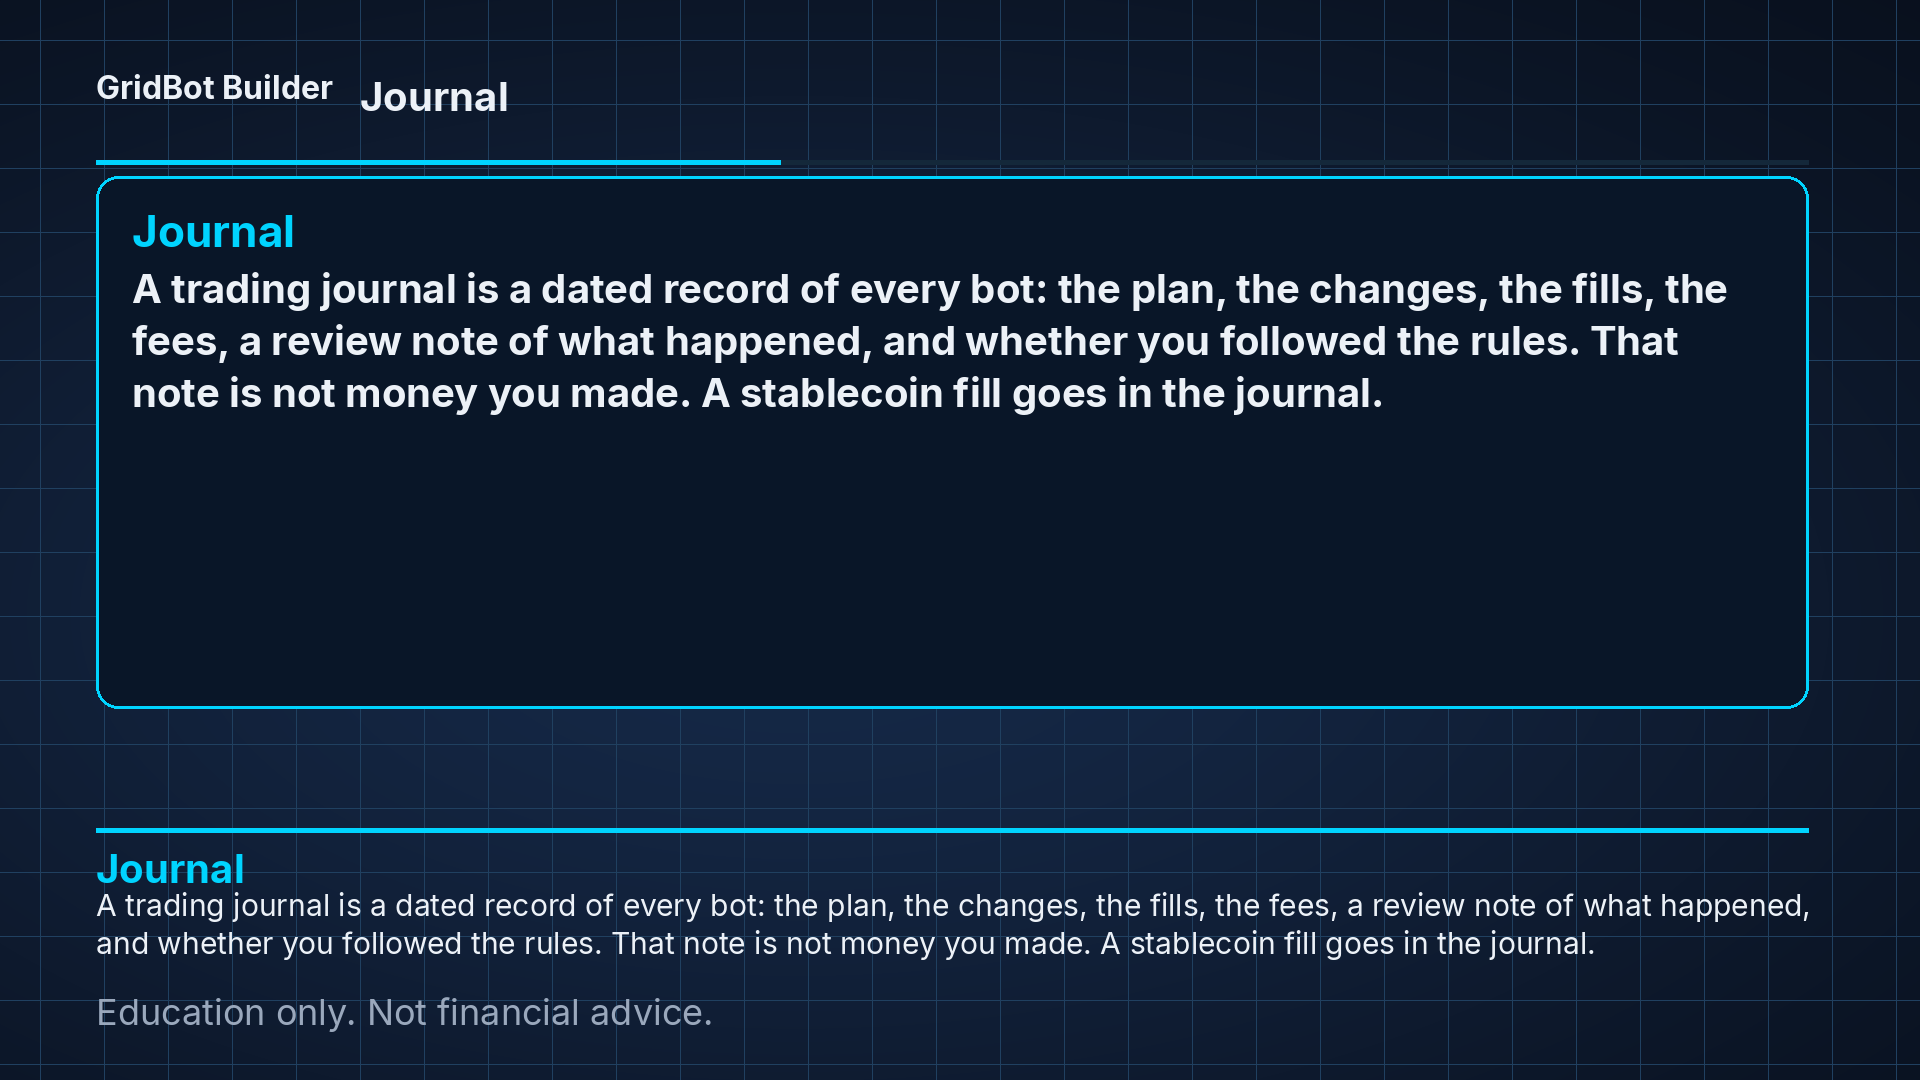 GridBot Builder
Journal
Journal
A trading journal is a dated record of every bot: the plan, the changes, the fills, the
fees, a review note of what happened, and whether you followed the rules. That
note is not money you made. A stablecoin fill goes in the journal.
Journal
A trading journal is a dated record of every bot: the plan, the changes, the fills, the fees, a review note of what happened,
and whether you followed the rules. That note is not money you made. A stablecoin fill goes in the journal.
Education only. Not financial advice.